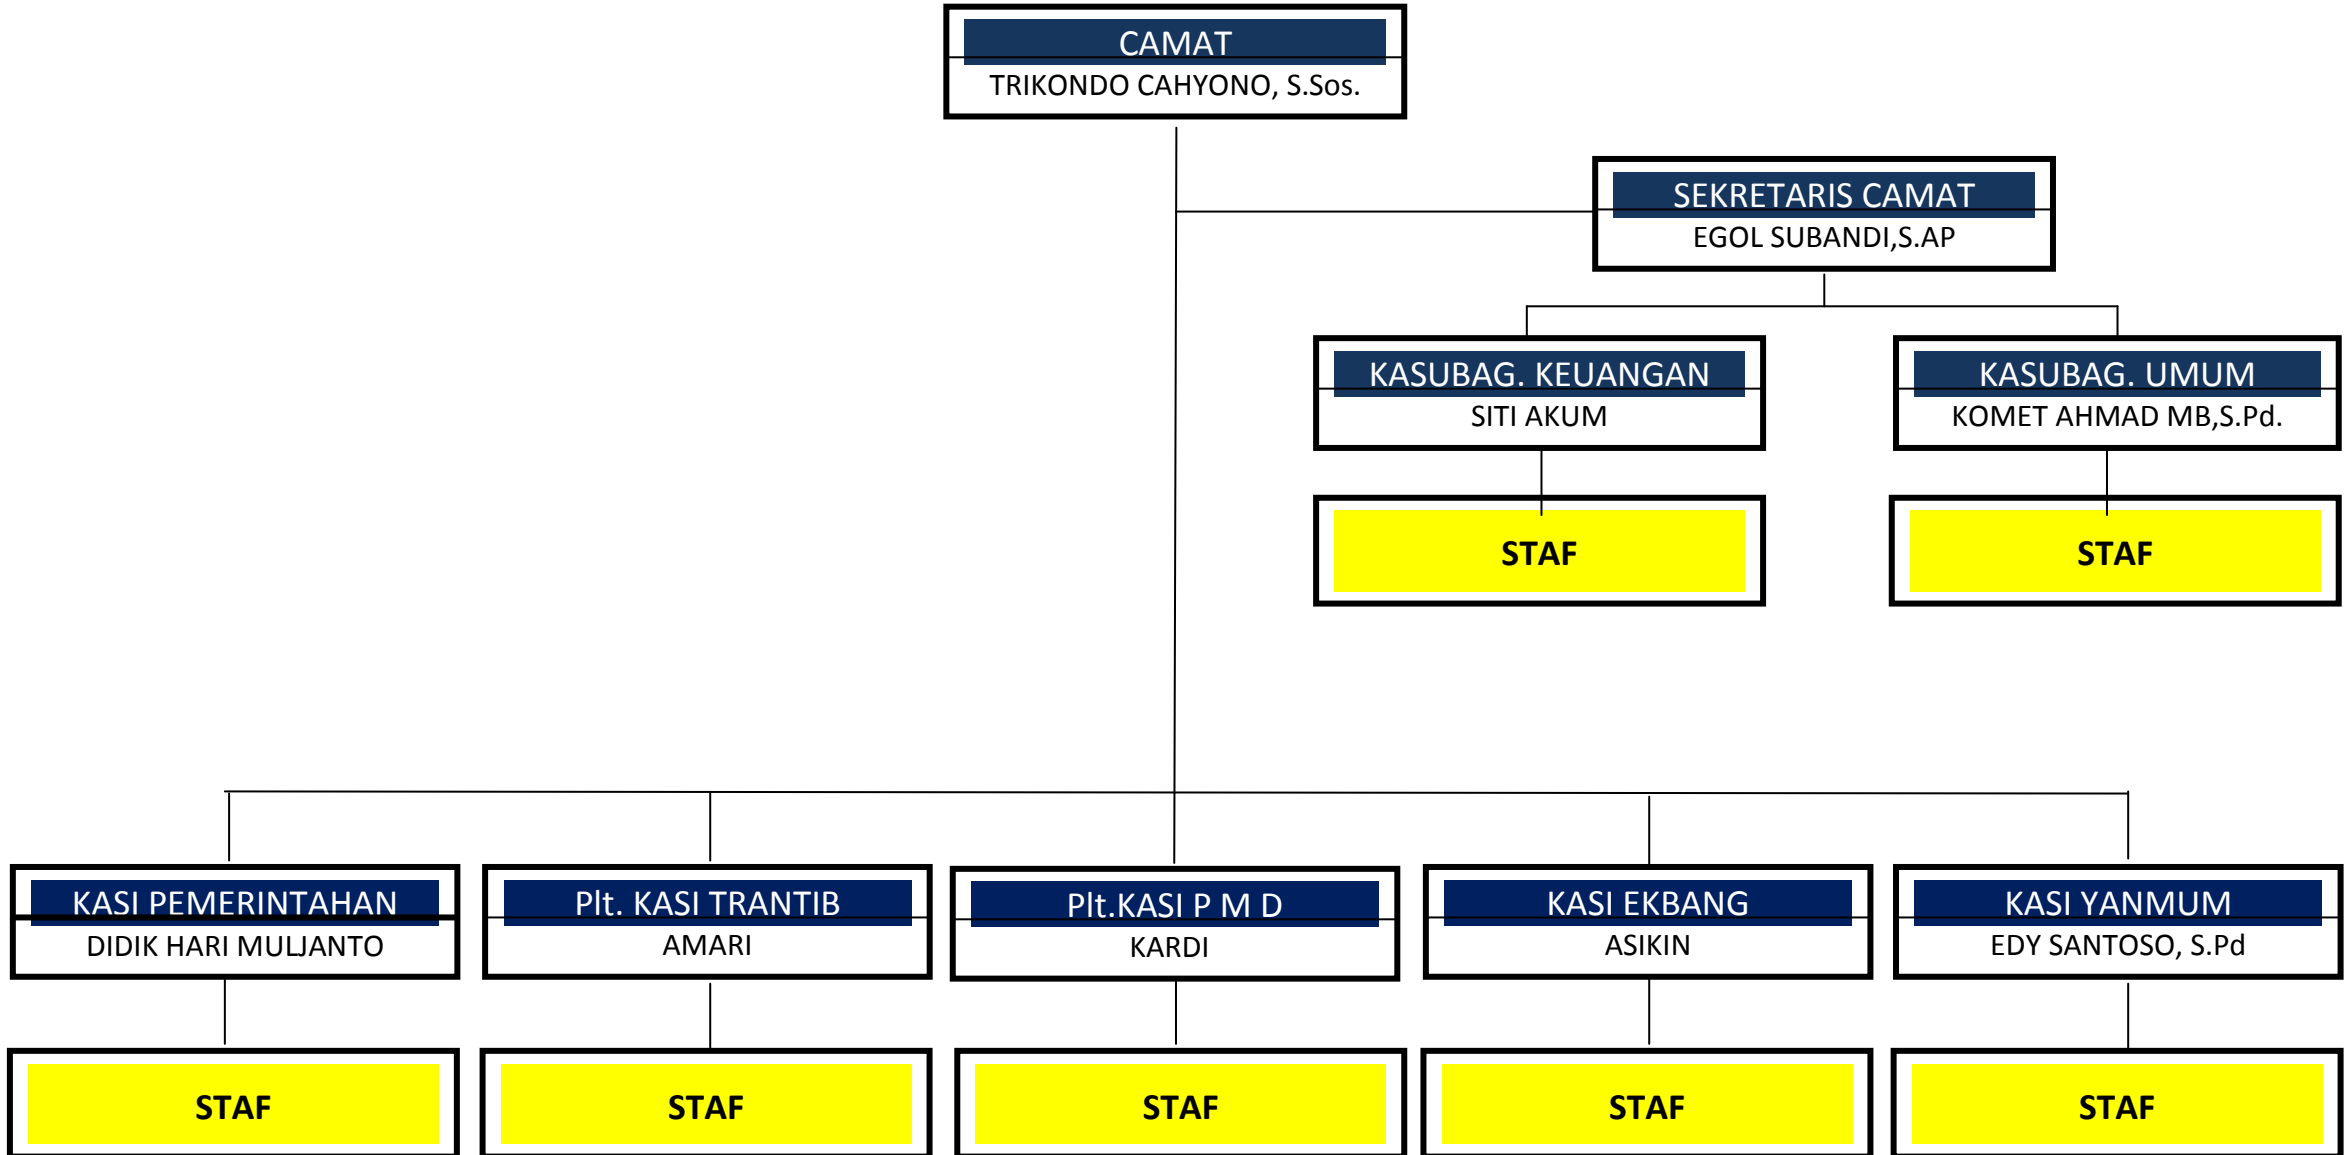 CAMAT
TRIKONDO CAHYONO, S.Sos.
SEKRETARIS CAMAT
EGOL SUBANDI,S.AP
KASUBAG. KEUANGAN
SITI AKUM
KASUBAG. UMUM
KOMET AHMAD MB,S.Pd.
STAF
STAF
KASI PEMERINTAHAN
DIDIK HARI MULJANTO
Plt. KASI TRANTIB
AMARI
Plt.KASI P M D
KARDI
KASI EKBANG
ASIKIN
KASI YANMUM
EDY SANTOSO, S.Pd
STAF
STAF
STAF
STAF
STAF